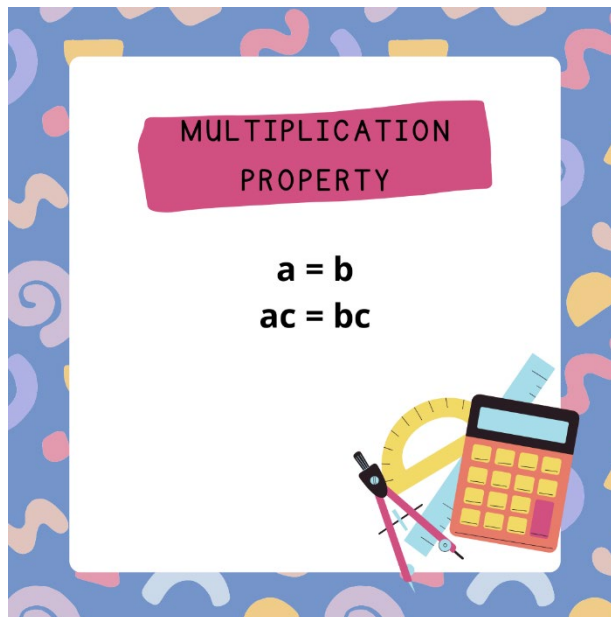 MULTIPLICATION
PROPERTY
a = b
ac = bc